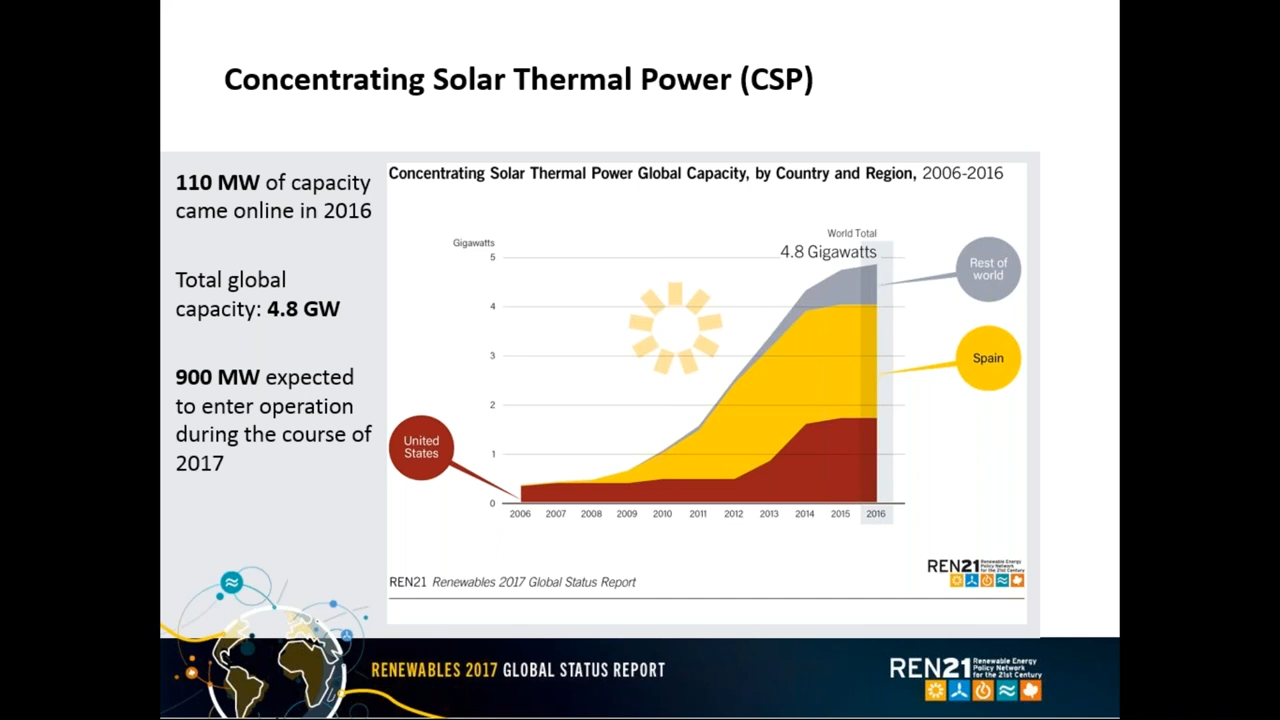 Concentrating Solar Thermal Power (CSP)
110 MW of capacity
came online in 2016
Total global
capacity: 4.8 GW
900 MW expected
to enter operation
during the course of
2017
Concentrating Solar Thermal Power Global Capacity, by Country and Region, 2006-2016
World Total
4.8 Gigawatts
Gigawatts
5
4
3
2
1
0
Rest of
world
Spain
United
States
2006 2007 2008 2009 2010 2011 2012 2013 2014 2015 2016
REN21 Renewables 2017 Global Status Report
REN21 Renewable Energy
Policy Network
for the 21st Century
RENEWABLES 2017 GLOBAL STATUS REPORT
REN21 Renewable Energy
Policy Network
for the 21st Century